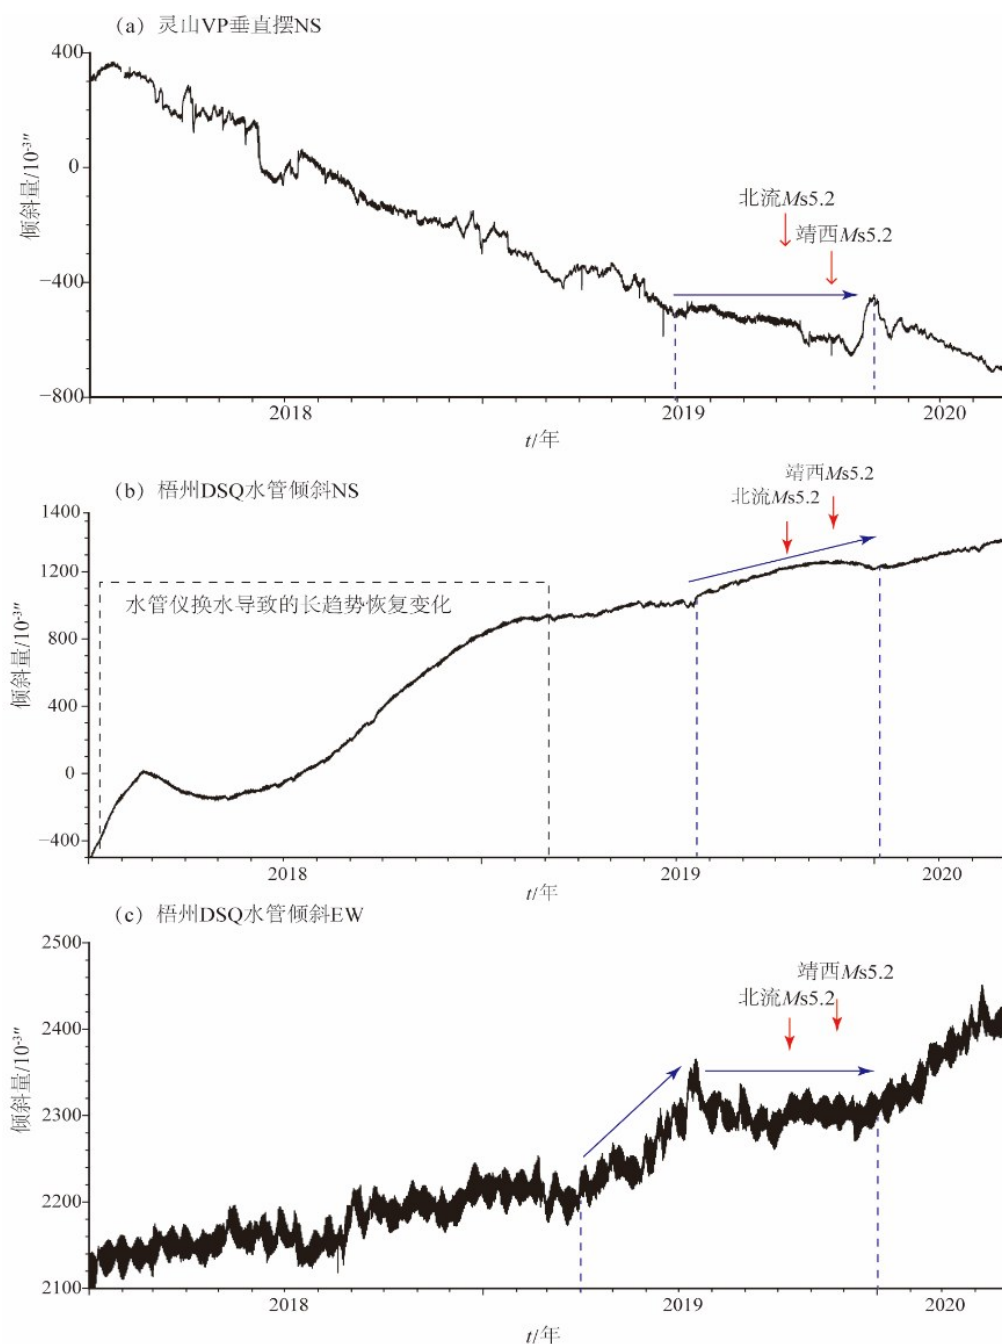 (a) 灵山VP垂直摆NS
400
0
−400
−800
倾斜量/10⁻³″
北流Ms5.2
靖西Ms5.2
2018
2019
2020
t/年
(b) 梧州DSQ水管倾斜NS
靖西Ms5.2
北流Ms5.2
1400
1200
800
400
0
−400
倾斜量/10⁻³″
水管仪换水导致的长趋势恢复变化
2018
2019
2020
t/年
(c) 梧州DSQ水管倾斜EW
2500
2400
2300
2200
2100
倾斜量/10⁻³″
靖西Ms5.2
北流Ms5.2
2018
2019
2020
t/年